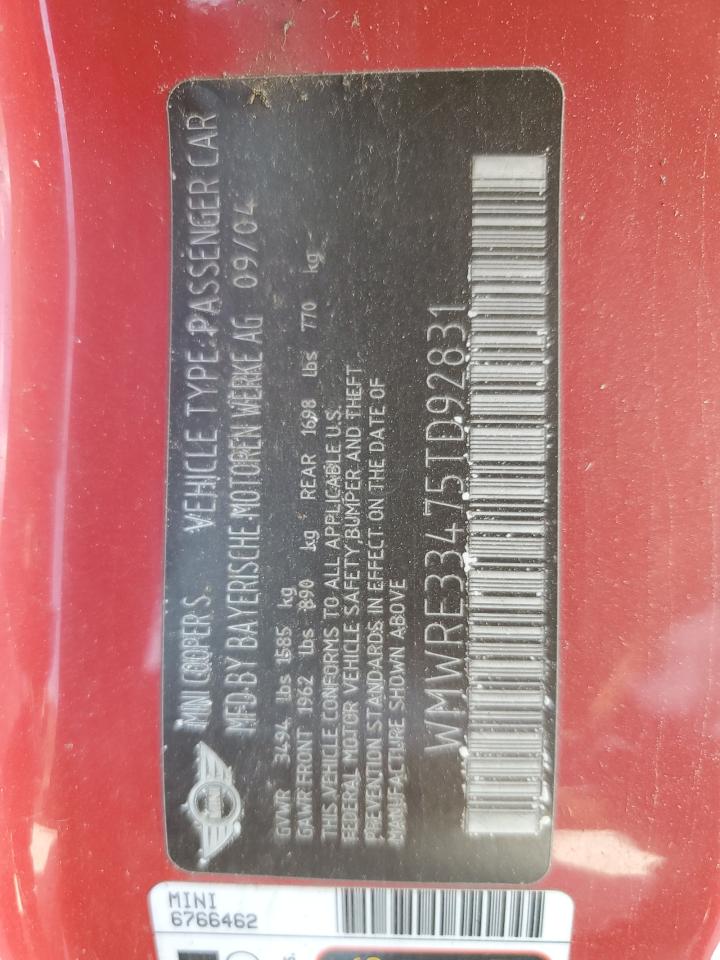 MINI COOPER S VEHICLE TYPE:PASSENGER CAR
MFD.BY BAYERISCHE MOTOREN WERKE AG 09/04
GVWR 3494 lbs 1585 kg
GAWR FRONT 1962 lbs 890 kg REAR 1698 lbs 770 kg
THIS VEHICLE CONFORMS TO ALL APPLICABLE U.S.
FEDERAL MOTOR VEHICLE SAFETY,BUMPER AND THEFT
PREVENTION STANDARDS IN EFFECT ON THE DATE OF
MANUFACTURE SHOWN ABOVE
WMWRE33475TD92831
MINI
6766462